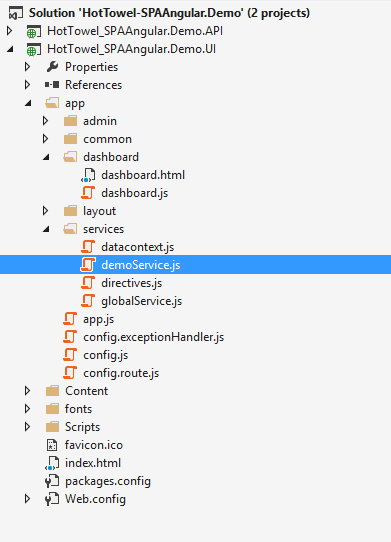 Solution 'HotTowel-SPAAngular.Demo' (2 projects)
HotTowel_SPAAngular.Demo.API
HotTowel_SPAAngular.Demo.UI
Properties
References
app
admin
common
dashboard
dashboard.html
dashboard.js
layout
services
datacontext.js
demoService.js
directives.js
globalService.js
app.js
config.exceptionHandler.js
config.js
config.route.js
Content
fonts
Scripts
favicon.ico
index.html
packages.config
Web.config